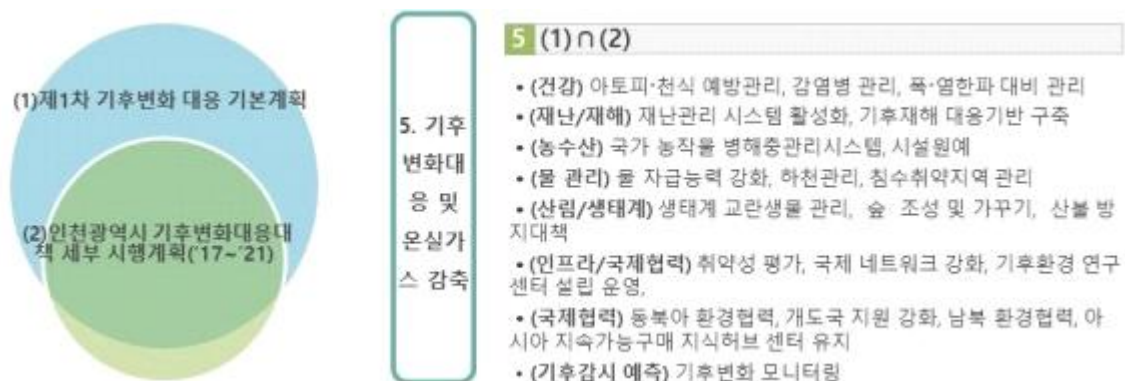 (1)제1차 기후변화 대응 기본계획
(2)인천광역시 기후변화대응대
책 세부 시행계획('17~'21)
5. 기후
변화대
응 및
온실가
스 감축
5 (1)∩(2)
• (건강) 아토피·천식 예방관리, 감염병 관리, 폭·열한파 대비 관리
• (재난/재해) 재난관리 시스템 활성화, 기후재해 대응기반 구축
• (농수산) 국가 농작물 병해충관리시스템, 시설원예
• (물 관리) 물 자급능력 강화, 하천관리, 침수취약지역 관리
• (산림/생태계) 생태계 교란생물 관리, 숲 조성 및 가꾸기, 산불 방
지대책
• (인프라/국제협력) 취약성 평가, 국제 네트워크 강화, 기후환경 연구
센터 설립 운영,
• (국제협력) 동북아 환경협력, 개도국 지원 강화, 남북 환경협력, 아
시아 지속가능구매 지식허브 센터 유지
• (기후감시 예측) 기후변화 모니터링